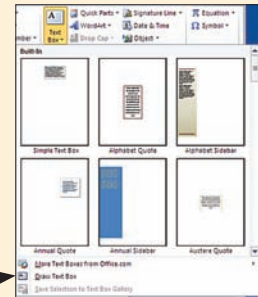 Quick Parts Signature Line Equation
A Text Box WordArt Date & Time Ω Symbol
mber Drop Cap Object
Built-In
Simple Text Box Alphabet Quote Alphabet Sidebar
Annual Quote Annual Sidebar Austere Quote
More Text Boxes from Office.com
Draw Text Box
Save Selection to Text Box Gallery